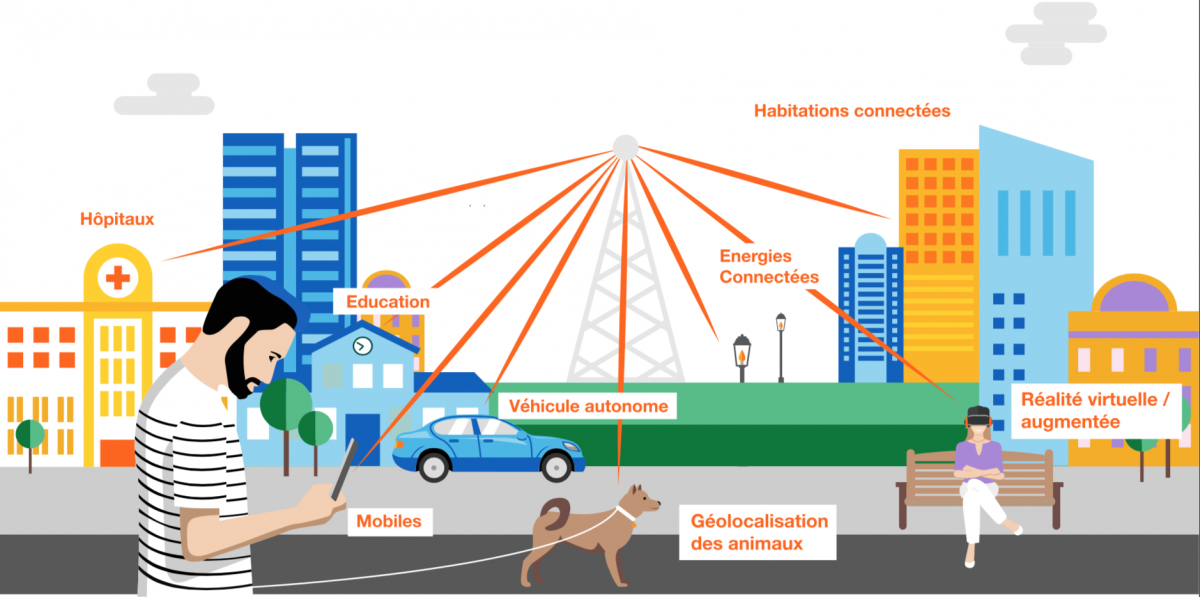 Habitations connectées
Hôpitaux
Energies
Connectées
Education
Véhicule autonome
Réalité virtuelle /
augmentée
Mobiles
Géolocalisation
des animaux